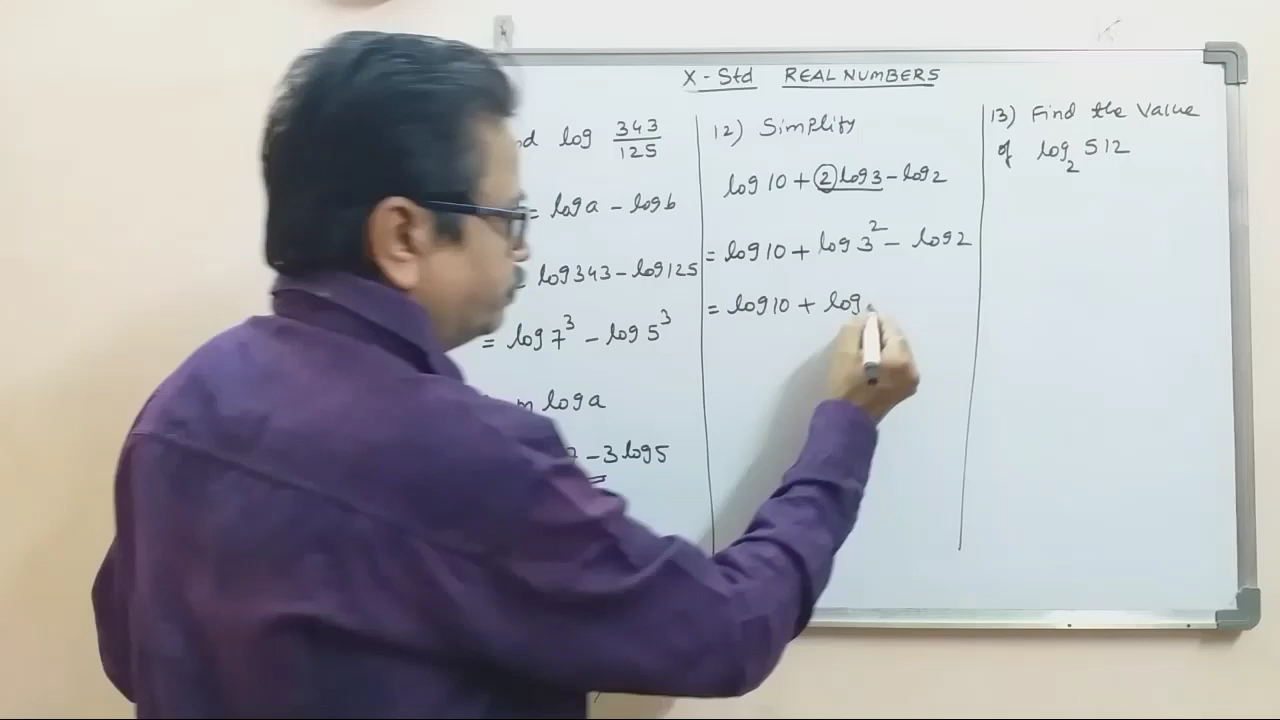 X - Std REAL NUMBERS
log 343/125
= log a - log b
log 343 - log 125
= log 7³ - log 5³
m log a
- 3 log 5
12) Simplify
log 10 + 2 log 3 - log 2
= log 10 + log 3² - log 2
= log 10 + log
13) Find the value
of log₂ 512